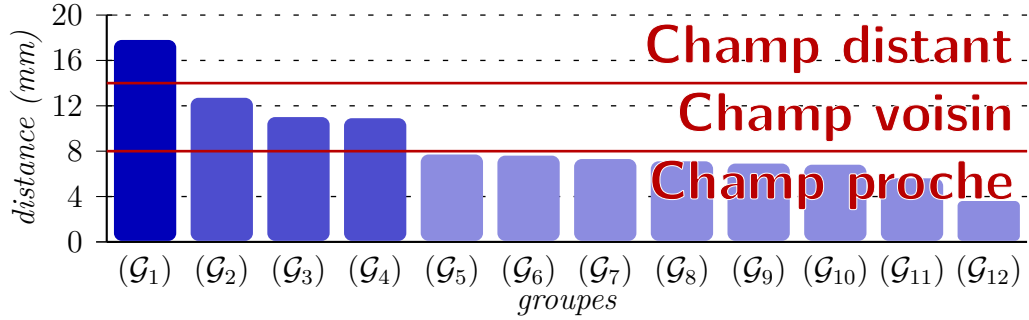 20
16
12
8
4
0
distance (mm)
Champ distant
Champ voisin
Champ proche
(𝒢₁) (𝒢₂) (𝒢₃) (𝒢₄) (𝒢₅) (𝒢₆) (𝒢₇) (𝒢₈) (𝒢₉) (𝒢₁₀) (𝒢₁₁) (𝒢₁₂)
groupes